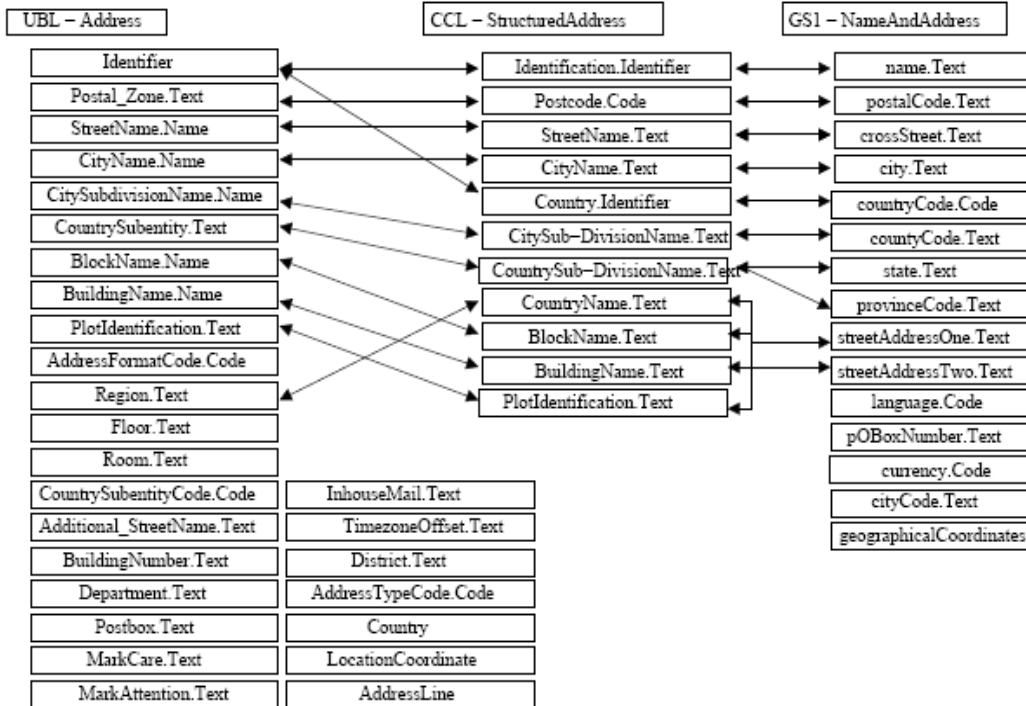 UBL – Address
CCL – StructuredAddress
GS1 – NameAndAddress
Identifier
Postal_Zone.Text
StreetName.Name
CityName.Name
CitySubdivisionName.Name
CountrySubentity.Text
BlockName.Name
BuildingName.Name
PlotIdentification.Text
AddressFormatCode.Code
Region.Text
Floor.Text
Room.Text
CountrySubentityCode.Code
Additional_StreetName.Text
BuildingNumber.Text
Department.Text
Postbox.Text
MarkCare.Text
MarkAttention.Text
InhouseMail.Text
TimezoneOffset.Text
District.Text
AddressTypeCode.Code
Country
LocationCoordinate
AddressLine
Identification.Identifier
Postcode.Code
StreetName.Text
CityName.Text
Country.Identifier
CitySub–DivisionName.Text
CountrySub–DivisionName.Text
CountryName.Text
BlockName.Text
BuildingName.Text
PlotIdentification.Text
name.Text
postalCode.Text
crossStreet.Text
city.Text
countryCode.Code
countyCode.Text
state.Text
provinceCode.Text
streetAddressOne.Text
streetAddressTwo.Text
language.Code
pOBoxNumber.Text
currency.Code
cityCode.Text
geographicalCoordinates